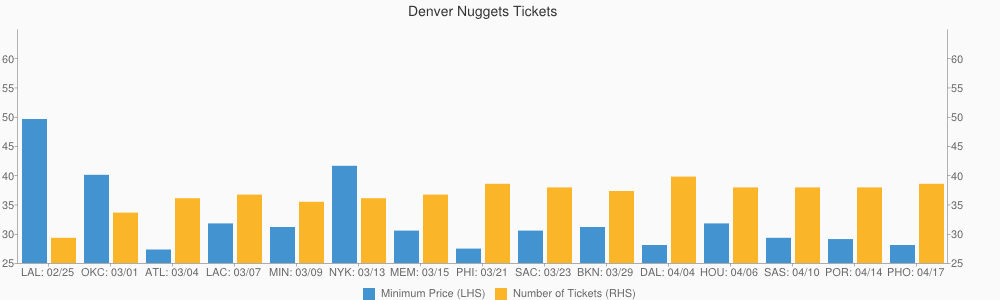 Denver Nuggets Tickets
60 60
55 55
50 50
45 45
40 40
35 35
30 30
25 25
LAL: 02/25 OKC: 03/01 ATL: 03/04 LAC: 03/07 MIN: 03/09 NYK: 03/13 MEM: 03/15 PHI: 03/21 SAC: 03/23 BKN: 03/29 DAL: 04/04 HOU: 04/06 SAS: 04/10 POR: 04/14 PHO: 04/17
Minimum Price (LHS) Number of Tickets (RHS)